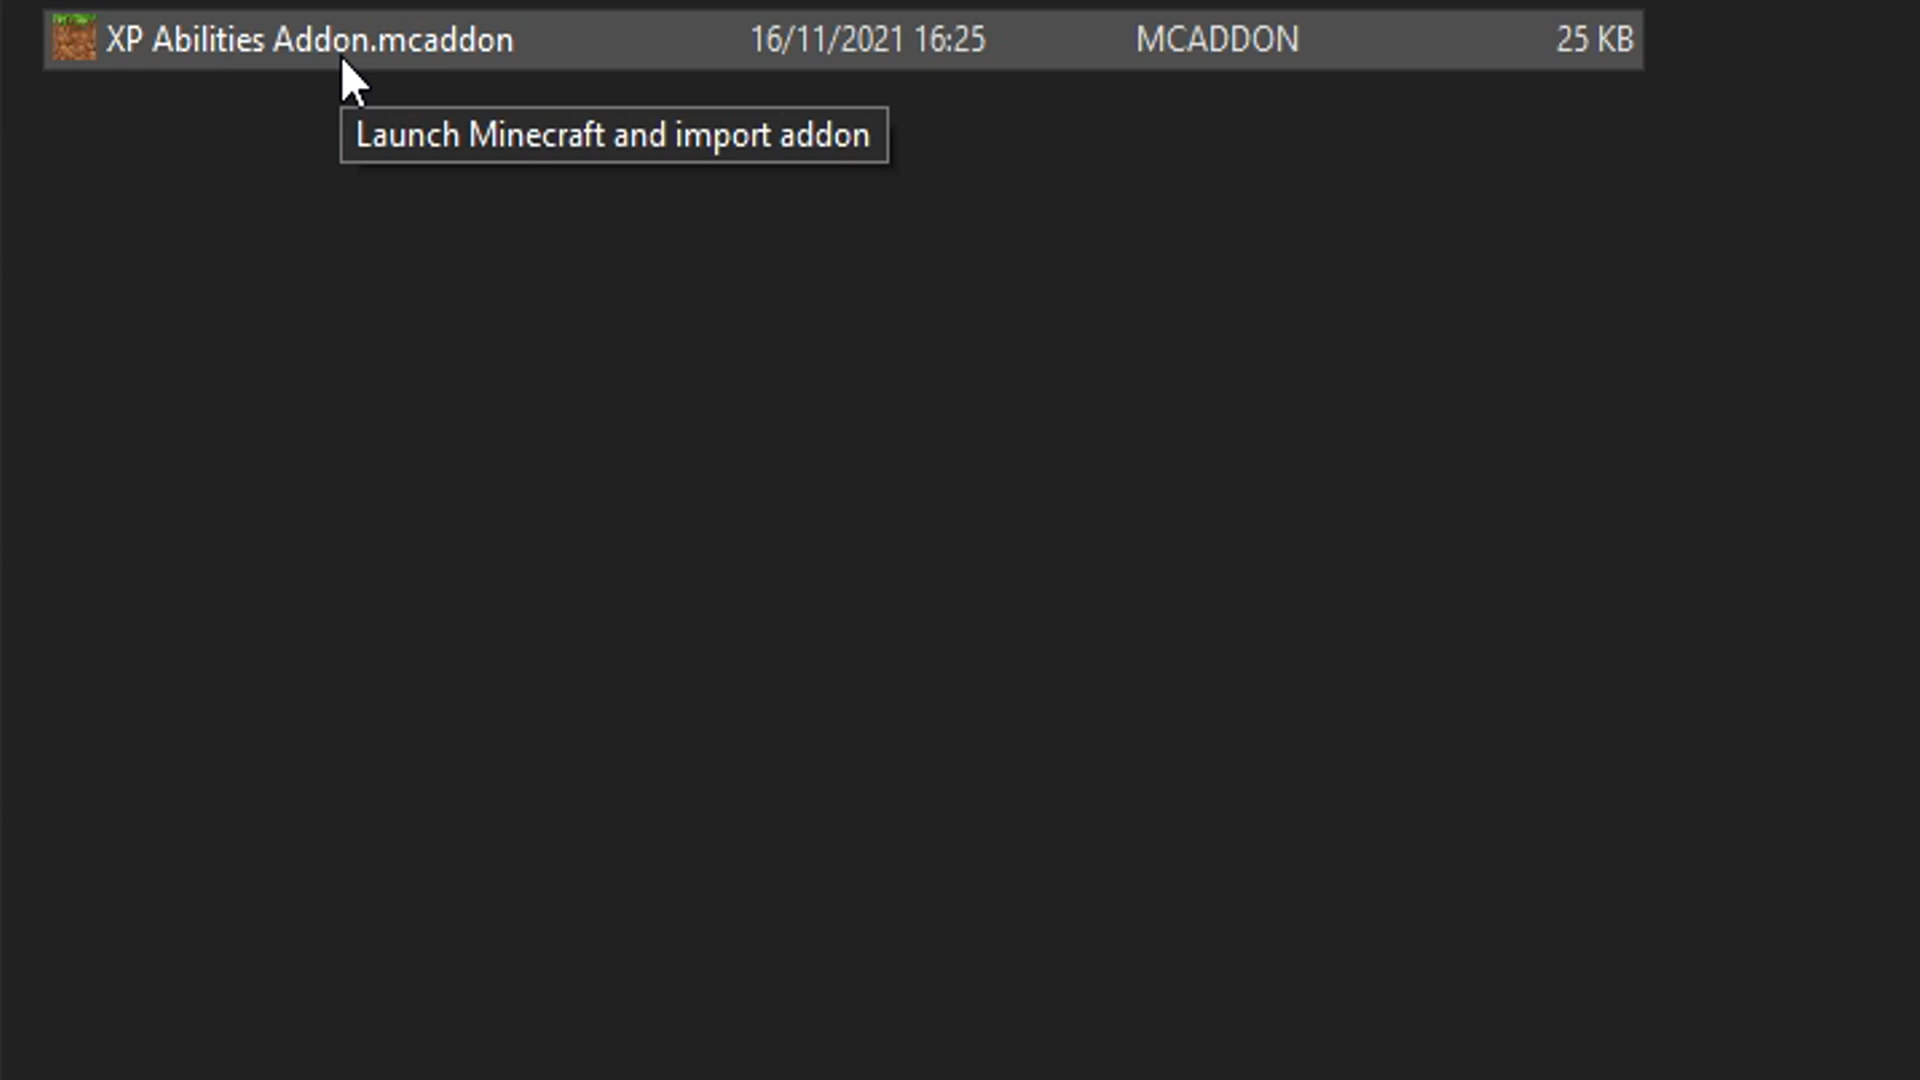 XP Abilities Addon.mcaddon 16/11/2021 16:25 MCADDON 25 KB
Launch Minecraft and import addon